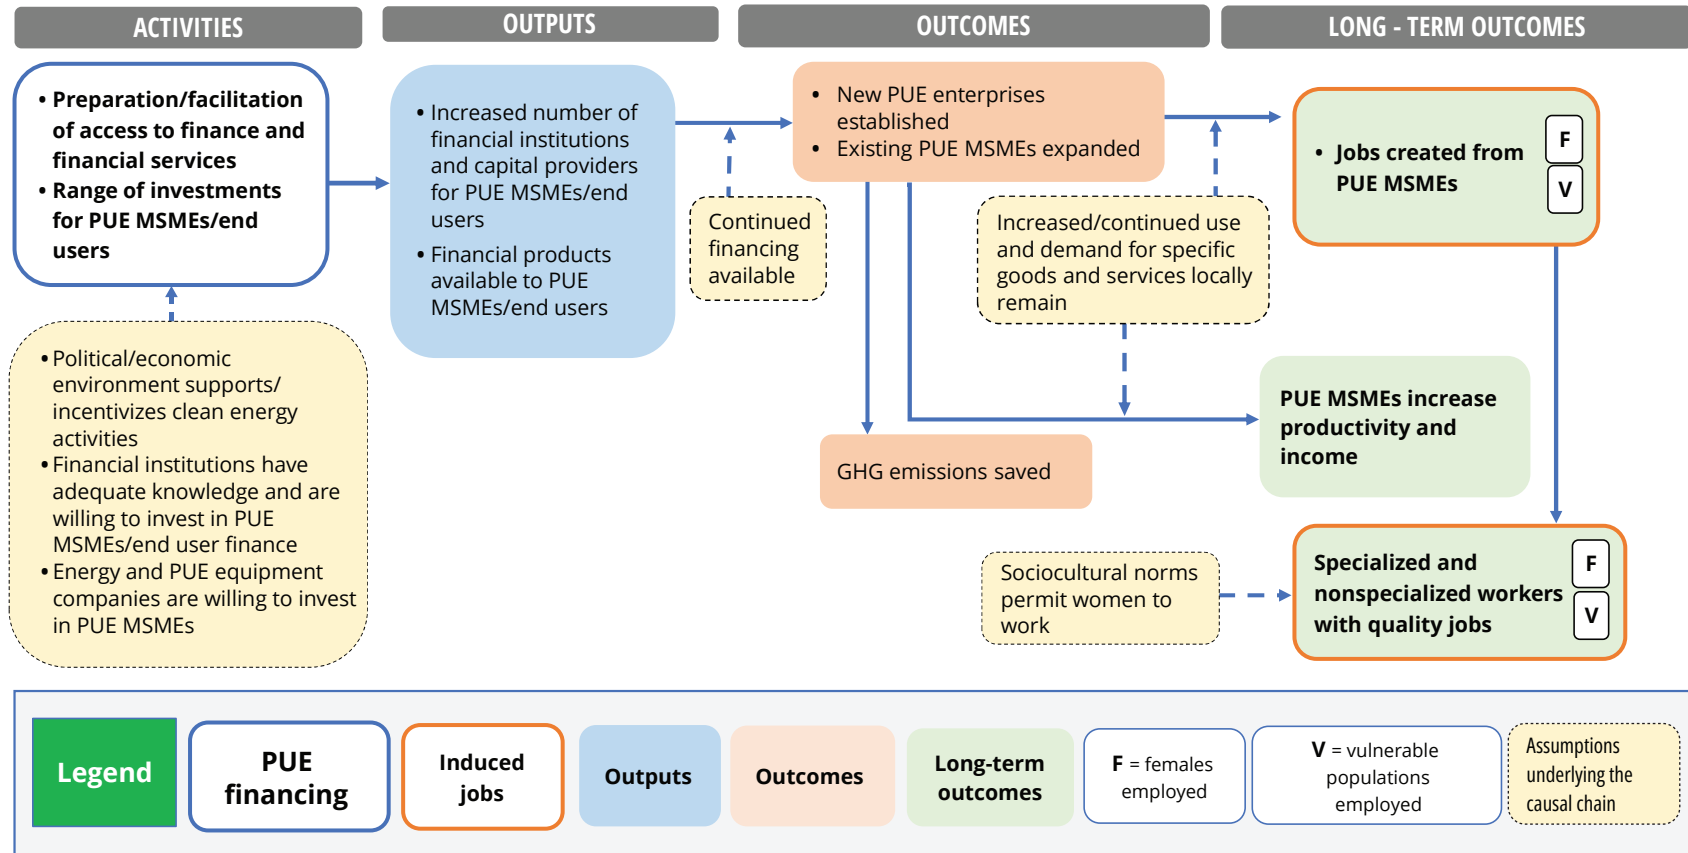 ACTIVITIES
OUTPUTS
OUTCOMES
LONG - TERM OUTCOMES
• Preparation/facilitation
of access to finance and
financial services
• Range of investments
for PUE MSMEs/end
users
• Increased number of
financial institutions
and capital providers
for PUE MSMEs/end
users
• Financial products
available to PUE
MSMEs/end users
• New PUE enterprises
established
• Existing PUE MSMEs expanded
• Jobs created from
PUE MSMEs
F
V
Continued
financing
available
Increased/continued use
and demand for specific
goods and services locally
remain
• Political/economic
environment supports/
incentivizes clean energy
activities
• Financial institutions have
adequate knowledge and are
willing to invest in PUE
MSMEs/end user finance
• Energy and PUE equipment
companies are willing to invest
in PUE MSMEs
GHG emissions saved
PUE MSMEs increase
productivity and
income
Sociocultural norms
permit women to
work
Specialized and
nonspecialized workers
with quality jobs
F
V
Legend
PUE
financing
Induced
jobs
Outputs
Outcomes
Long-term
outcomes
F = females
employed
V = vulnerable
populations
employed
Assumptions
underlying the
causal chain